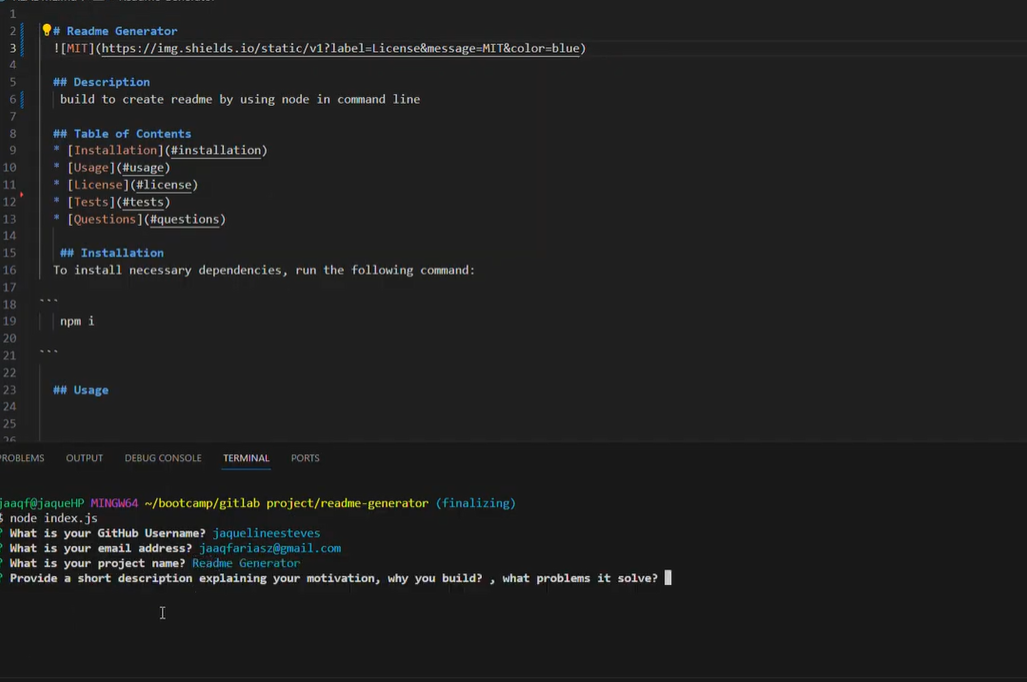 1
2 # Readme Generator
3 ![MIT](https://img.shields.io/static/v1?label=License&message=MIT&color=blue)
4
5 ## Description
6 build to create readme by using node in command line
7
8 ## Table of Contents
9 * [Installation](#installation)
10 * [Usage](#usage)
11 * [License](#license)
12 * [Tests](#tests)
13 * [Questions](#questions)
14
15 ## Installation
16 To install necessary dependencies, run the following command:
17
18 ```
19 npm i
20
21 ```
22
23 ## Usage
24
25
26
ROBLEMS OUTPUT DEBUG CONSOLE TERMINAL PORTS
jaaqf@jaqueHP MINGW64 ~/bootcamp/gitlab project/readme-generator (finalizing)
$ node index.js
? What is your GitHub Username? jaquelineesteves
? What is your email address? jaaqfariasz@gmail.com
? What is your project name? Readme Generator
? Provide a short description explaining your motivation, why you build? , what problems it solve?